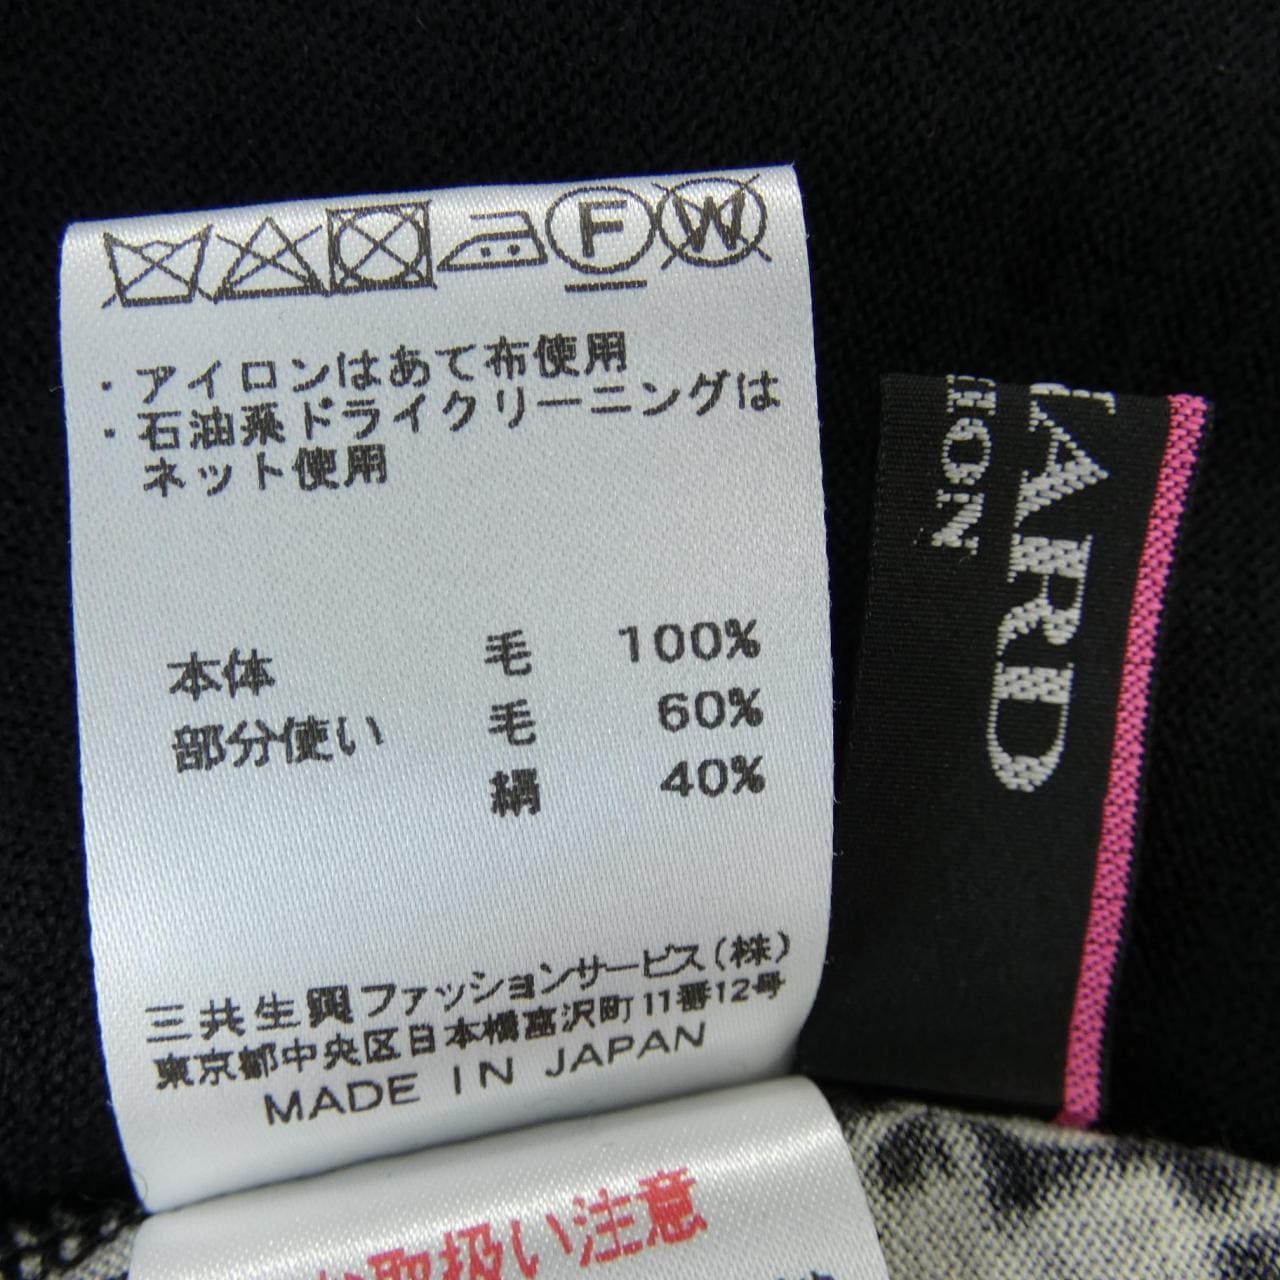 F W
・アイロンはあて布使用
・石油系ドライクリーニングは
ネット使用
本体 毛 100%
部分使い 毛 60%
絹 40%
三共生興ファッションサービス(株)
東京都中央区日本橋富沢町11番12号
MADE IN JAPAN
取扱い注意
ARD
ION